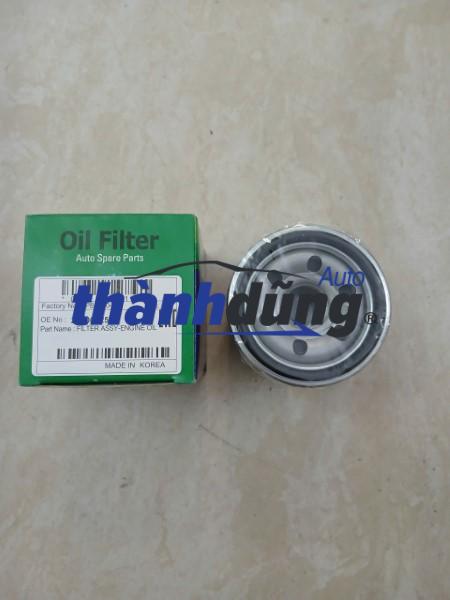 Oil Filter
Auto Spare Parts
Factory No
OE No :
Part Name : FILTER ASSY-ENGINE OIL
MADE IN KOREA
Auto
thànhdũng®